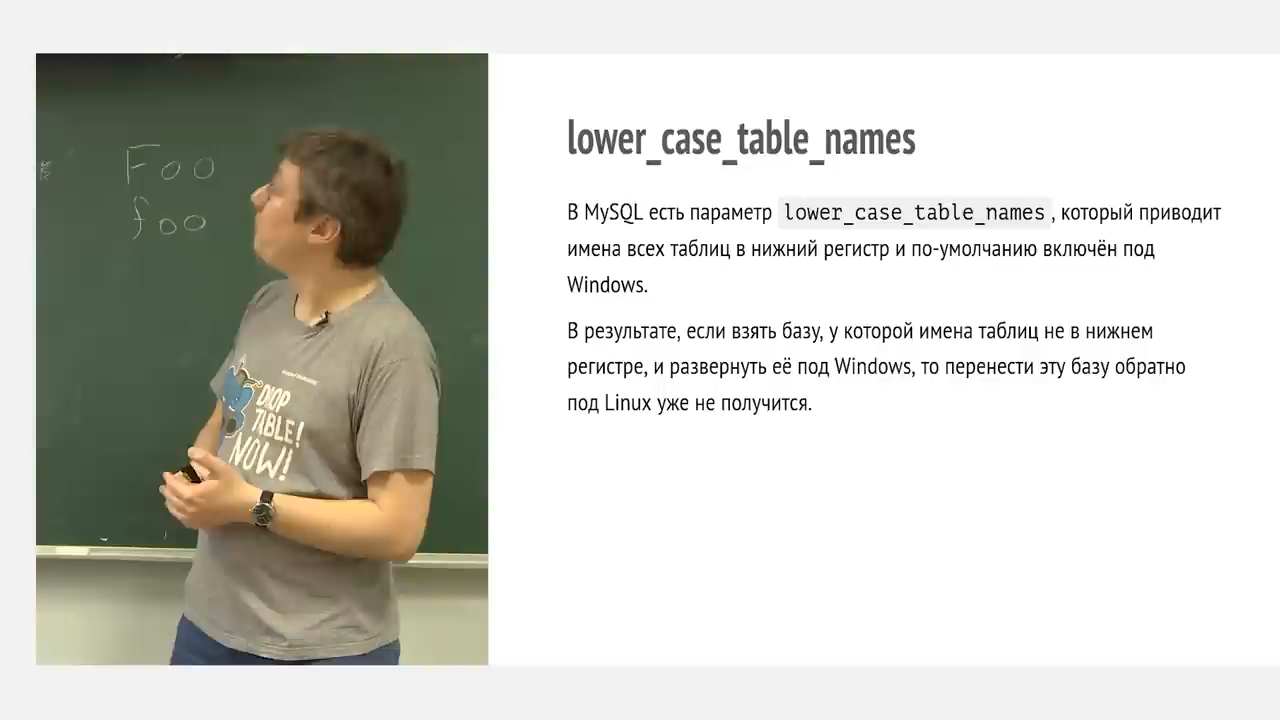 Foo
foo
DROP
TABLE!
NOW!
lower_case_table_names
В MySQL есть параметр lower_case_table_names, который приводит
имена всех таблиц в нижний регистр и по-умолчанию включён под
Windows.
В результате, если взять базу, у которой имена таблиц не в нижнем
регистре, и развернуть её под Windows, то перенести эту базу обратно
под Linux уже не получится.